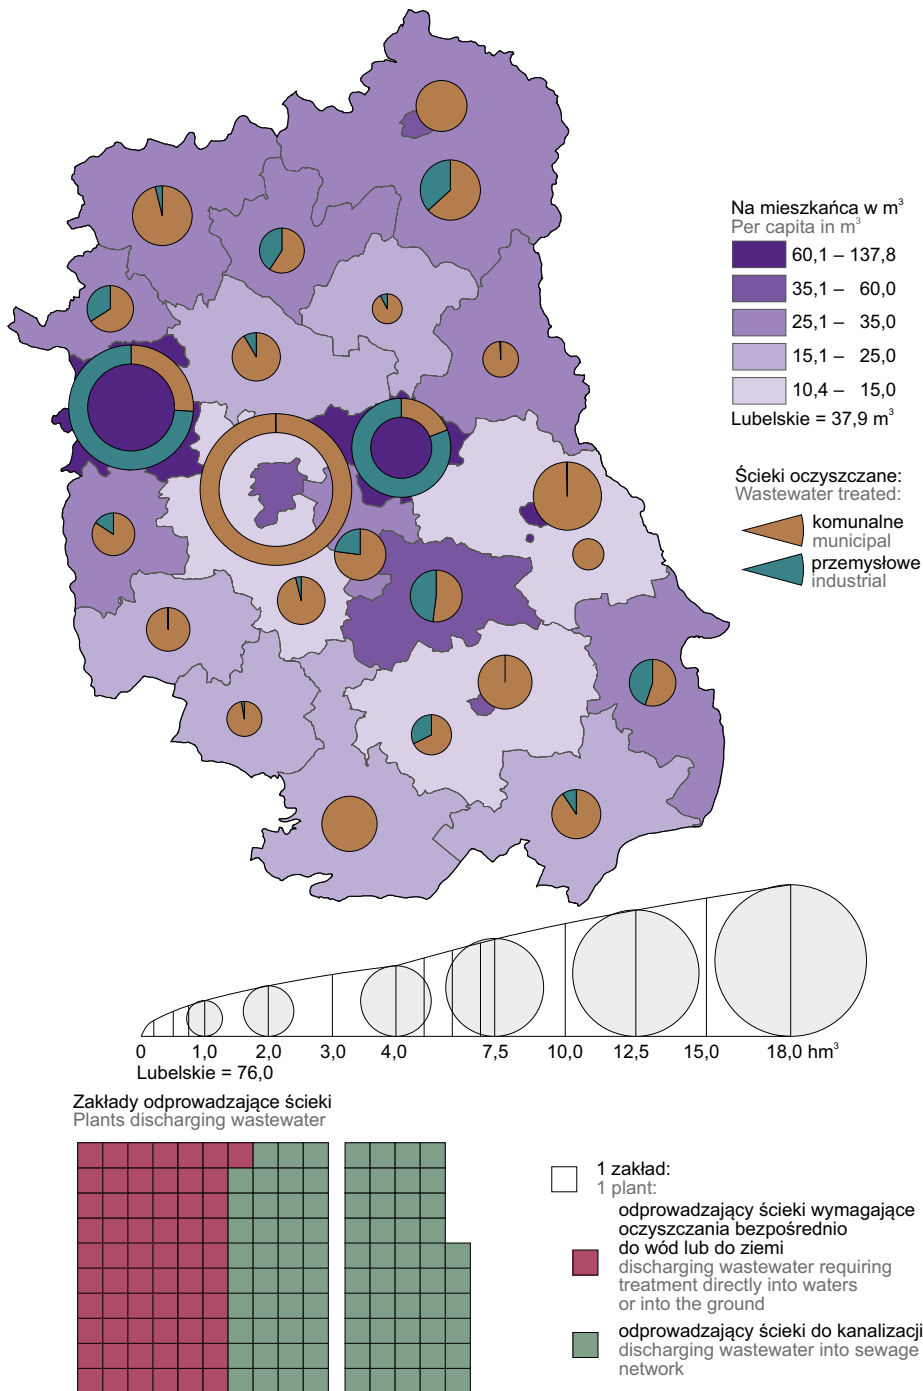 Na mieszkańca w m³
Per capita in m³
60,1 – 137,8
35,1 – 60,0
25,1 – 35,0
15,1 – 25,0
10,4 – 15,0
Lubelskie = 37,9 m³
Ścieki oczyszczane:
Wastewater treated:
komunalne
municipal
przemysłowe
industrial
0 1,0 2,0 3,0 4,0 7,5 10,0 12,5 15,0 18,0 hm³
Lubelskie = 76,0
Zakłady odprowadzające ścieki
Plants discharging wastewater
1 zakład:
1 plant:
odprowadzający ścieki wymagające
oczyszczania bezpośrednio
do wód lub do ziemi
discharging wastewater requiring
treatment directly into waters
or into the ground
odprowadzający ścieki do kanalizacji
discharging wastewater into sewage
network